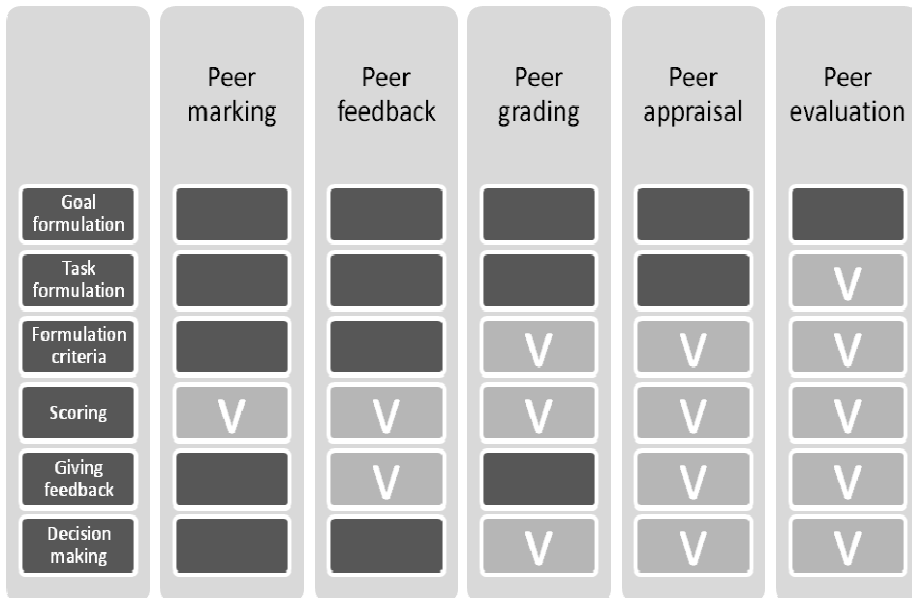 Peer
marking
Peer
feedback
Peer
grading
Peer
appraisal
Peer
evaluation
Goal
formulation
Task
formulation
V
Formulation
criteria
V
V
V
Scoring
V
V
V
V
V
Giving
feedback
V
V
V
Decision
making
V
V
V